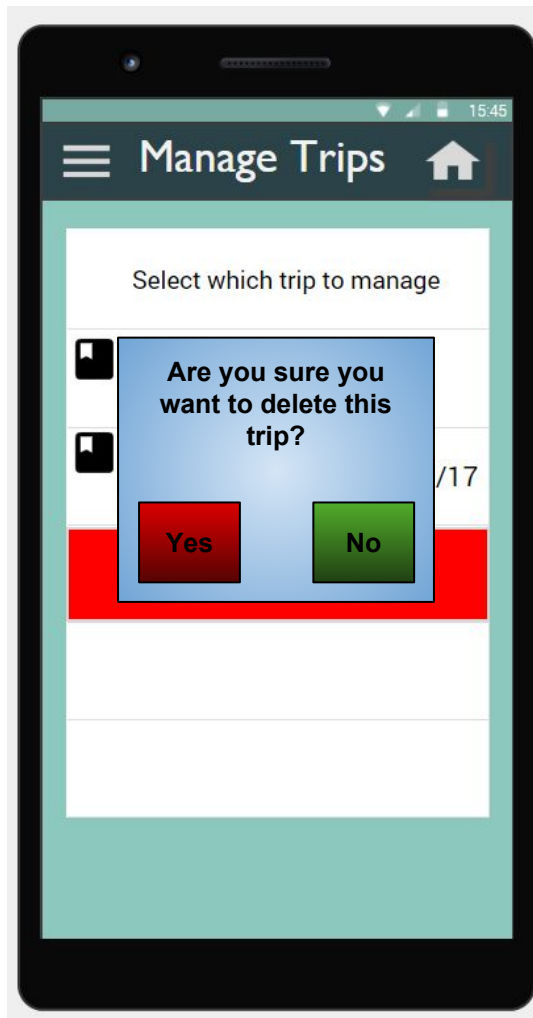 15:45
Manage Trips
Select which trip to manage
Are you sure you
want to delete this
trip?
/17
Yes No